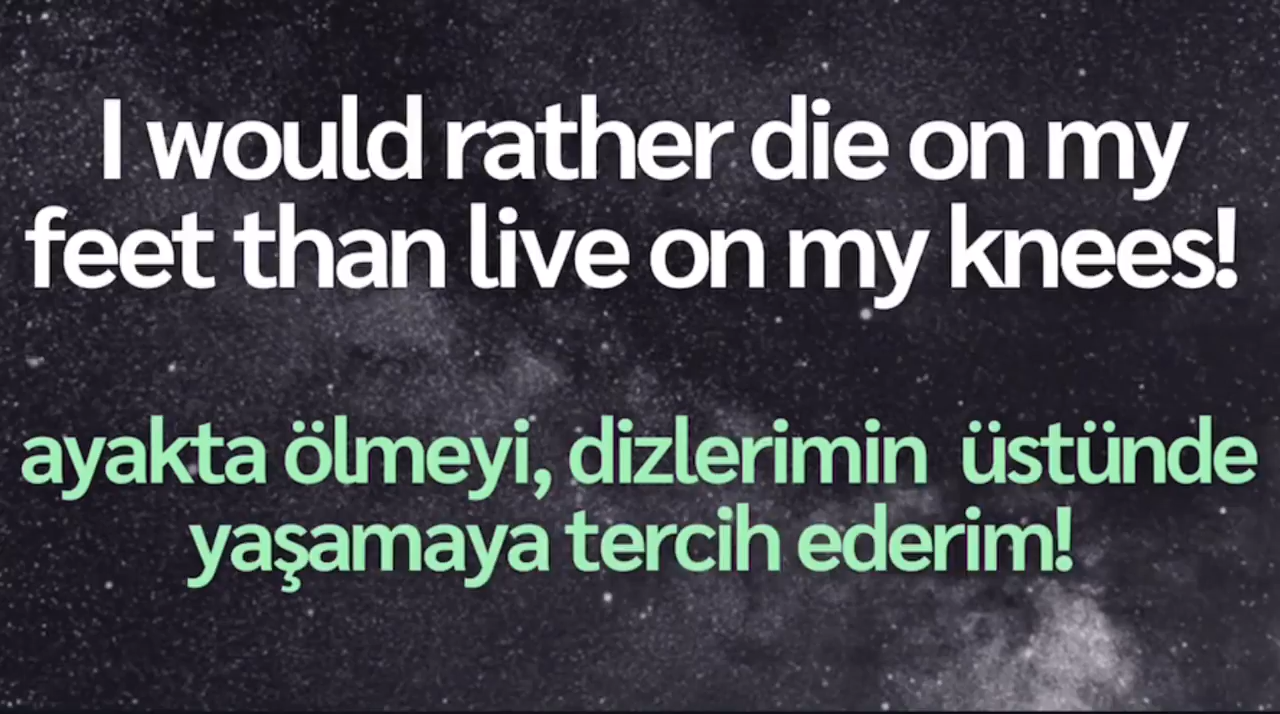 I would rather die on my
feet than live on my knees!
ayakta ölmeyi, dizlerimin üstünde
yaşamaya tercih ederim!